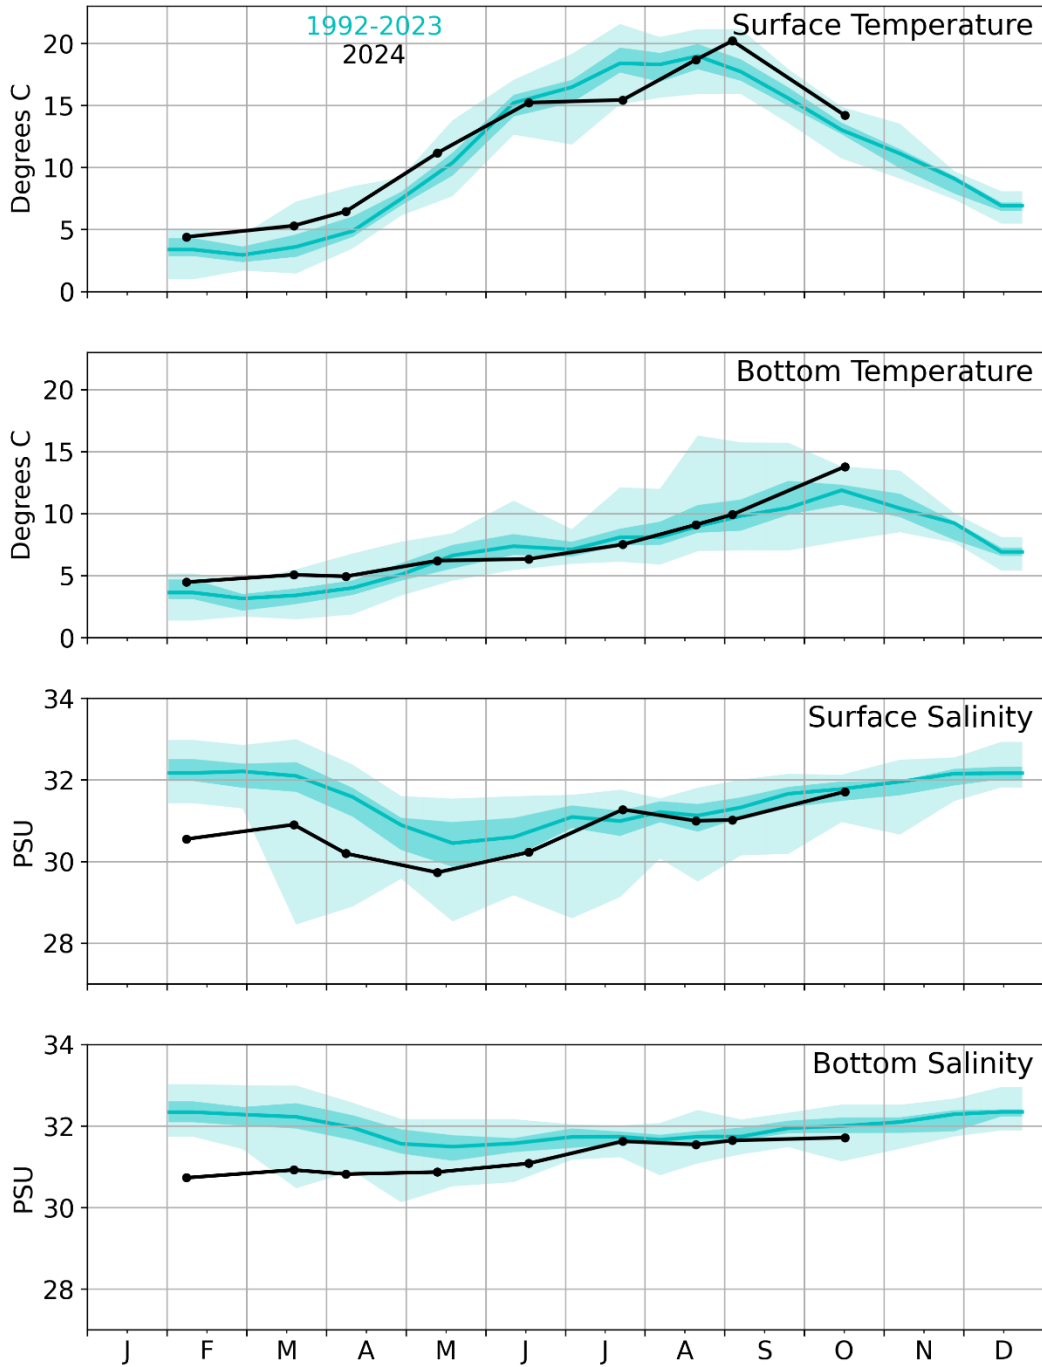 1992-2023
2024
Surface Temperature
Degrees C
20
15
10
5
0
Bottom Temperature
Degrees C
20
15
10
5
0
Surface Salinity
PSU
34
32
30
28
Bottom Salinity
PSU
34
32
30
28
J F M A M J J A S O N D